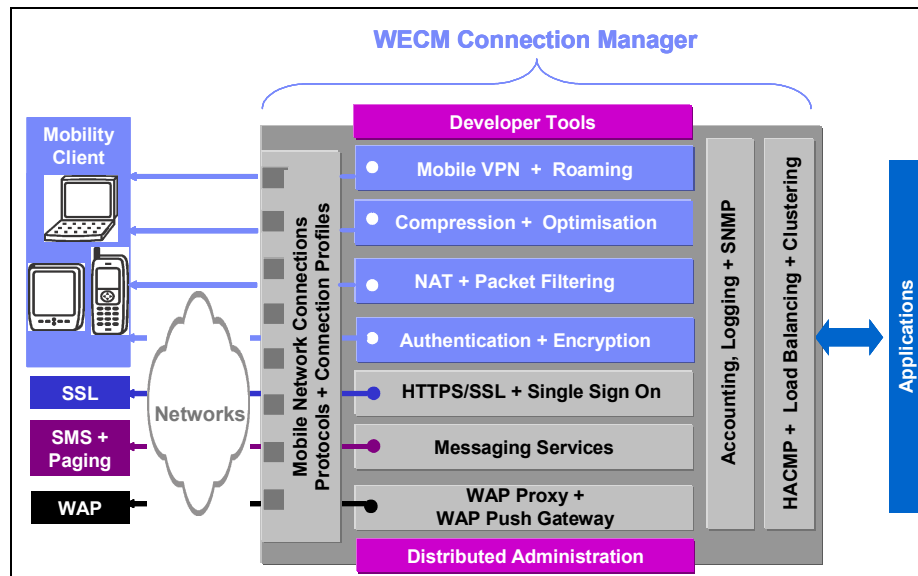 WECM Connection Manager
Mobility
Client
SSL
SMS +
Paging
WAP
Networks
Mobile Network Connections
Protocols + Connection Profiles
Developer Tools
Mobile VPN + Roaming
Compression + Optimisation
NAT + Packet Filtering
Authentication + Encryption
HTTPS/SSL + Single Sign On
Messaging Services
WAP Proxy +
WAP Push Gateway
Distributed Administration
Accounting, Logging + SNMP
HACMP + Load Balancing + Clustering
Applications